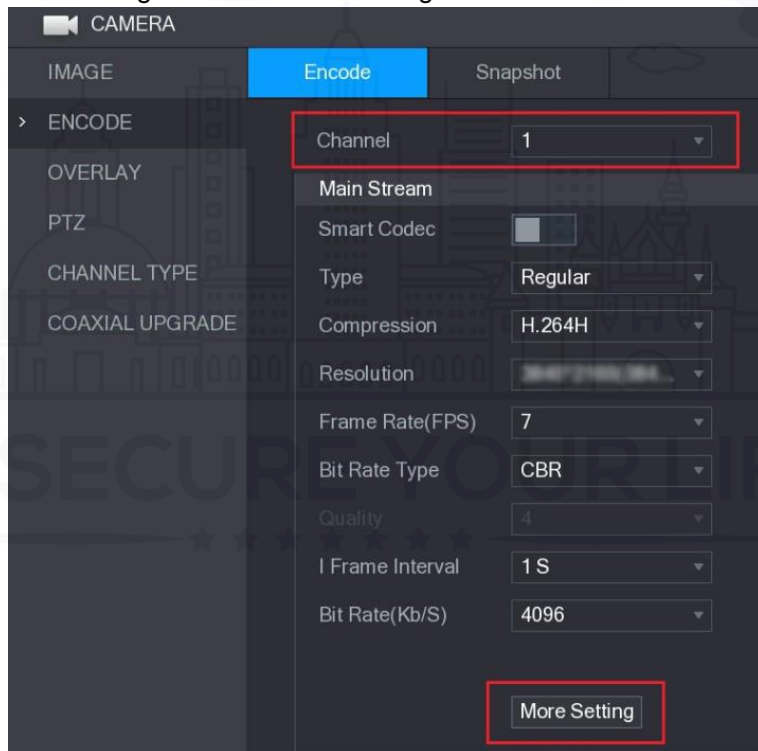 CAMERA
IMAGE
ENCODE
OVERLAY
PTZ
CHANNEL TYPE
COAXIAL UPGRADE
Encode Snapshot
Channel 1
Main Stream
Smart Codec
Type Regular
Compression H.264H
Resolution
Frame Rate(FPS) 7
Bit Rate Type CBR
Quality 4
I Frame Interval 1 S
Bit Rate(Kb/S) 4096
More Setting
SECURE YOUR